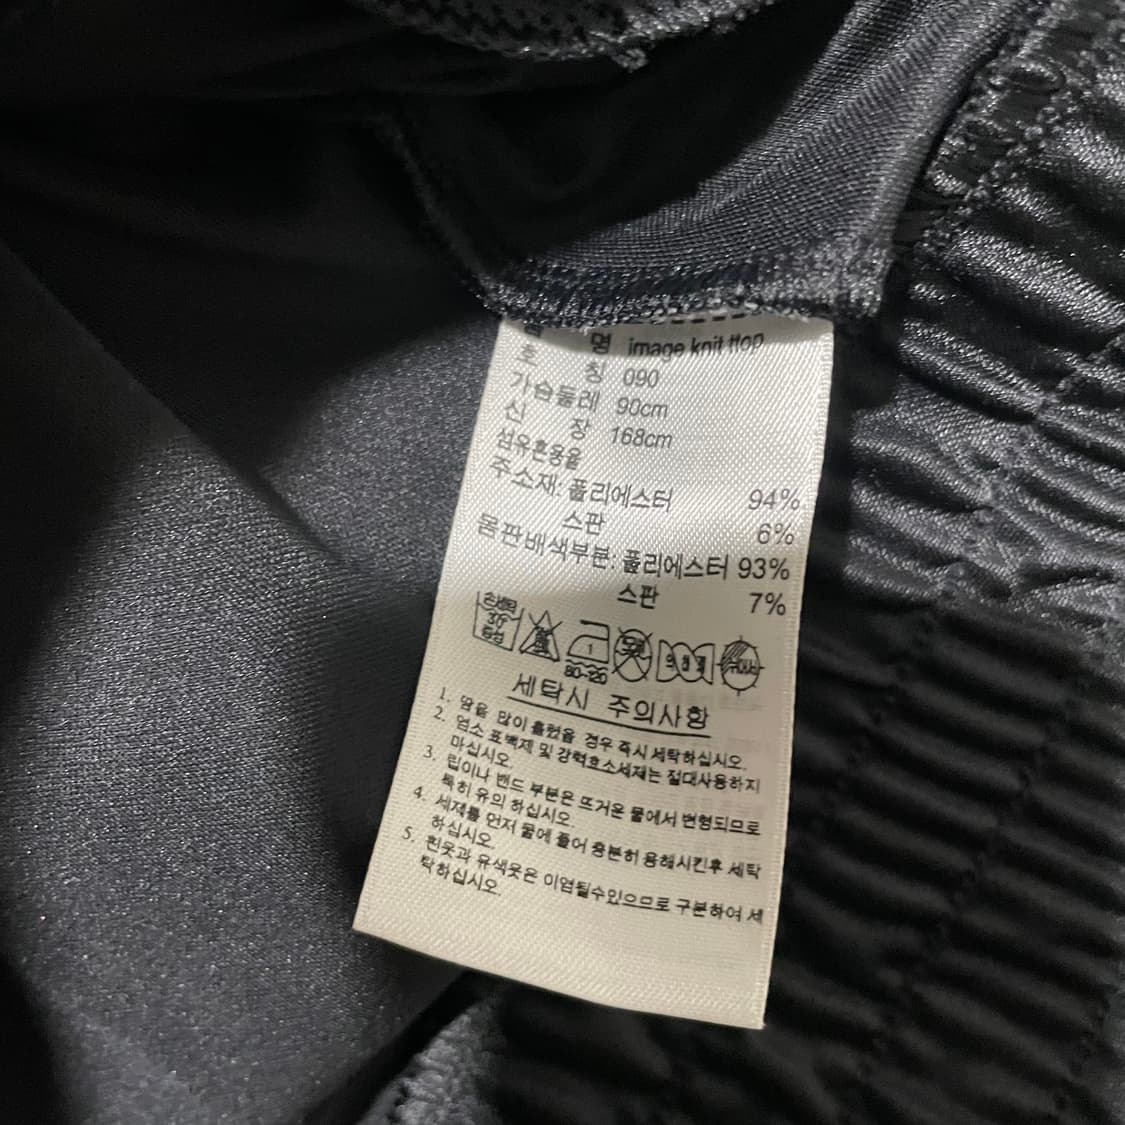 품 명 image knit ttop
호 칭 090
가슴둘레 90cm
신 장 168cm
섬유혼용율
주소재: 폴리에스터 94%
스판 6%
몸판배색부분: 폴리에스터 93%
스판 7%
손세탁 30 중성
80-120
세탁시 주의사항
1. 땀을 많이 흘렸을 경우 즉시 세탁하십시오.
2. 염소 표백제 및 강력효소세제는 절대사용하지
마십시오.
3. 립이나 밴드 부분은 뜨거운 물에서 변형되므로
특히 유의 하십시오.
4. 세제를 먼저 물에 풀어 충분히 용해시킨후 세탁
하십시오.
5. 흰옷과 유색옷은 이염될수있으므로 구분하여 세
탁하십시오.